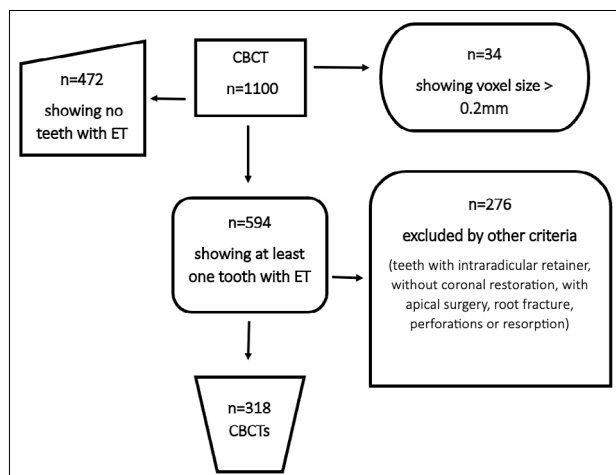 CBCT
n=1100
n=472
showing no
teeth with ET
n=34
showing voxel size >
0.2mm
n=594
showing at least
one tooth with ET
n=276
excluded by other criteria
(teeth with intraradicular retainer,
without coronal restoration, with
apical surgery, root fracture,
perforations or resorption)
n=318
CBCTs